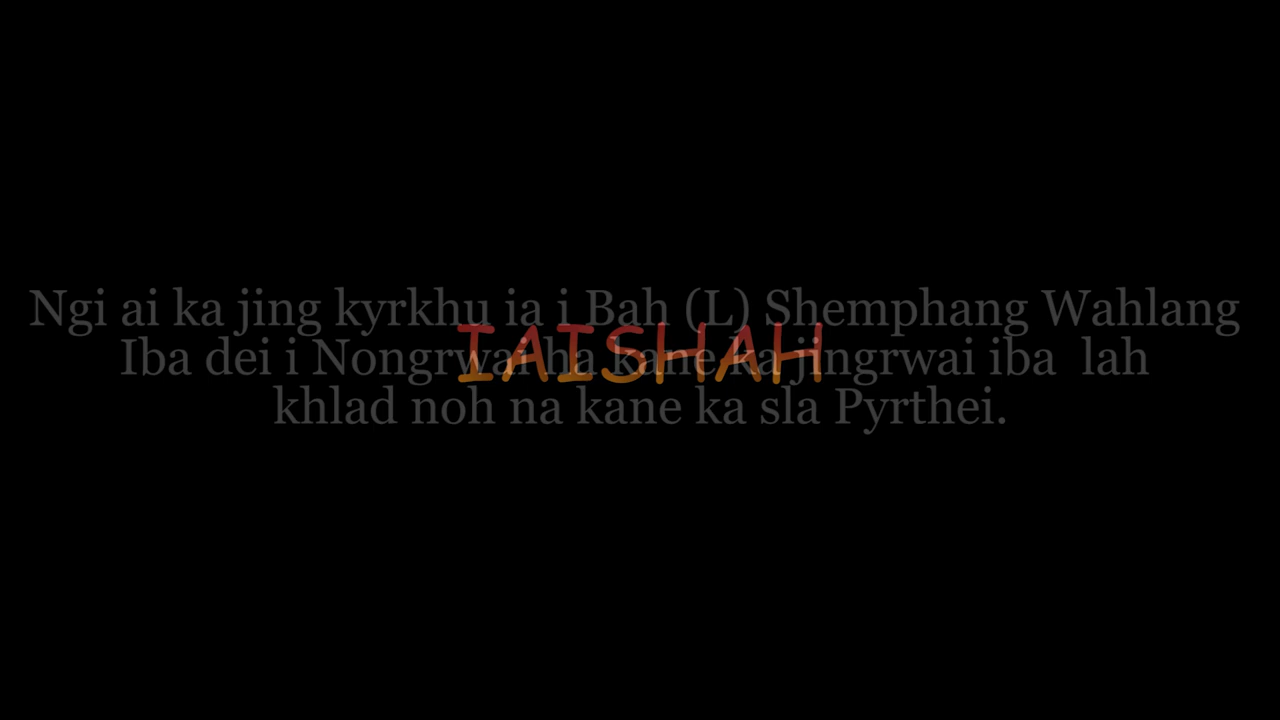 Ngi ai ka jing kyrkhu ia i Bah (L) Shemphang Wahlang
IAISHAH
Iba dei i Nongrwai ha kane ka jingrwai iba lah
khlad noh na kane ka sla Pyrthei.